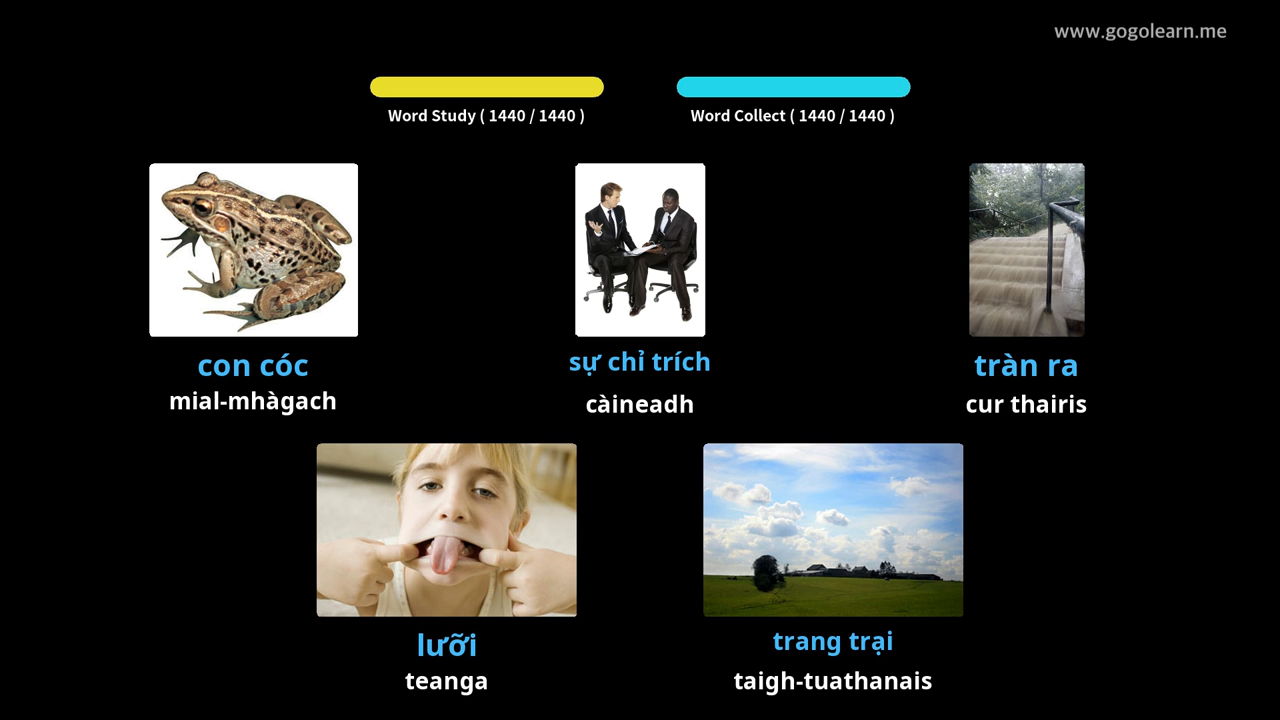 www.gogolearn.me
Word Study ( 1440 / 1440 )
Word Collect ( 1440 / 1440 )
con cóc
mial-mhàgach
sự chỉ trích
càineadh
tràn ra
cur thairis
lưỡi
teanga
trang trại
taigh-tuathanais